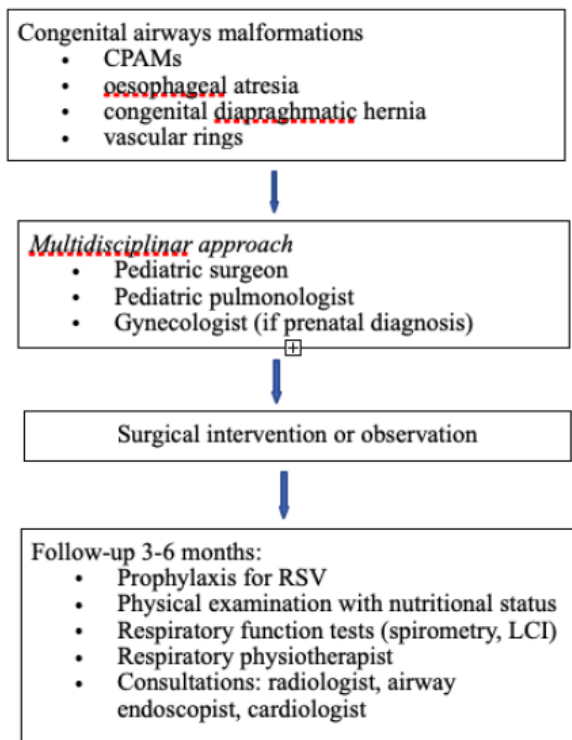 Congenital airways malformations
• CPAMs
• oesophageal atresia
• congenital diapraghmatic hernia
• vascular rings
Multidisciplinar approach
• Pediatric surgeon
• Pediatric pulmonologist
• Gynecologist (if prenatal diagnosis)
Surgical intervention or observation
Follow-up 3-6 months:
• Prophylaxis for RSV
• Physical examination with nutritional status
• Respiratory function tests (spirometry, LCI)
• Respiratory physiotherapist
• Consultations: radiologist, airway
endoscopist, cardiologist